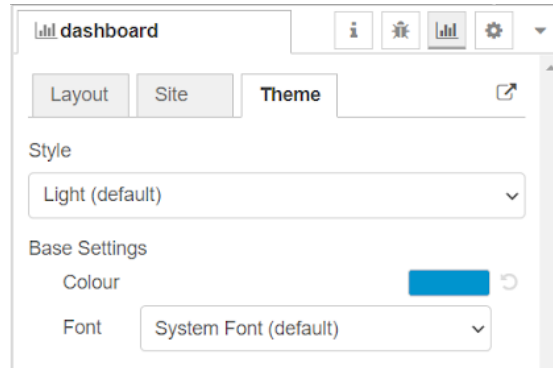 dashboard
i
Layout Site Theme
Style
Light (default)
Base Settings
Colour
Font System Font (default)